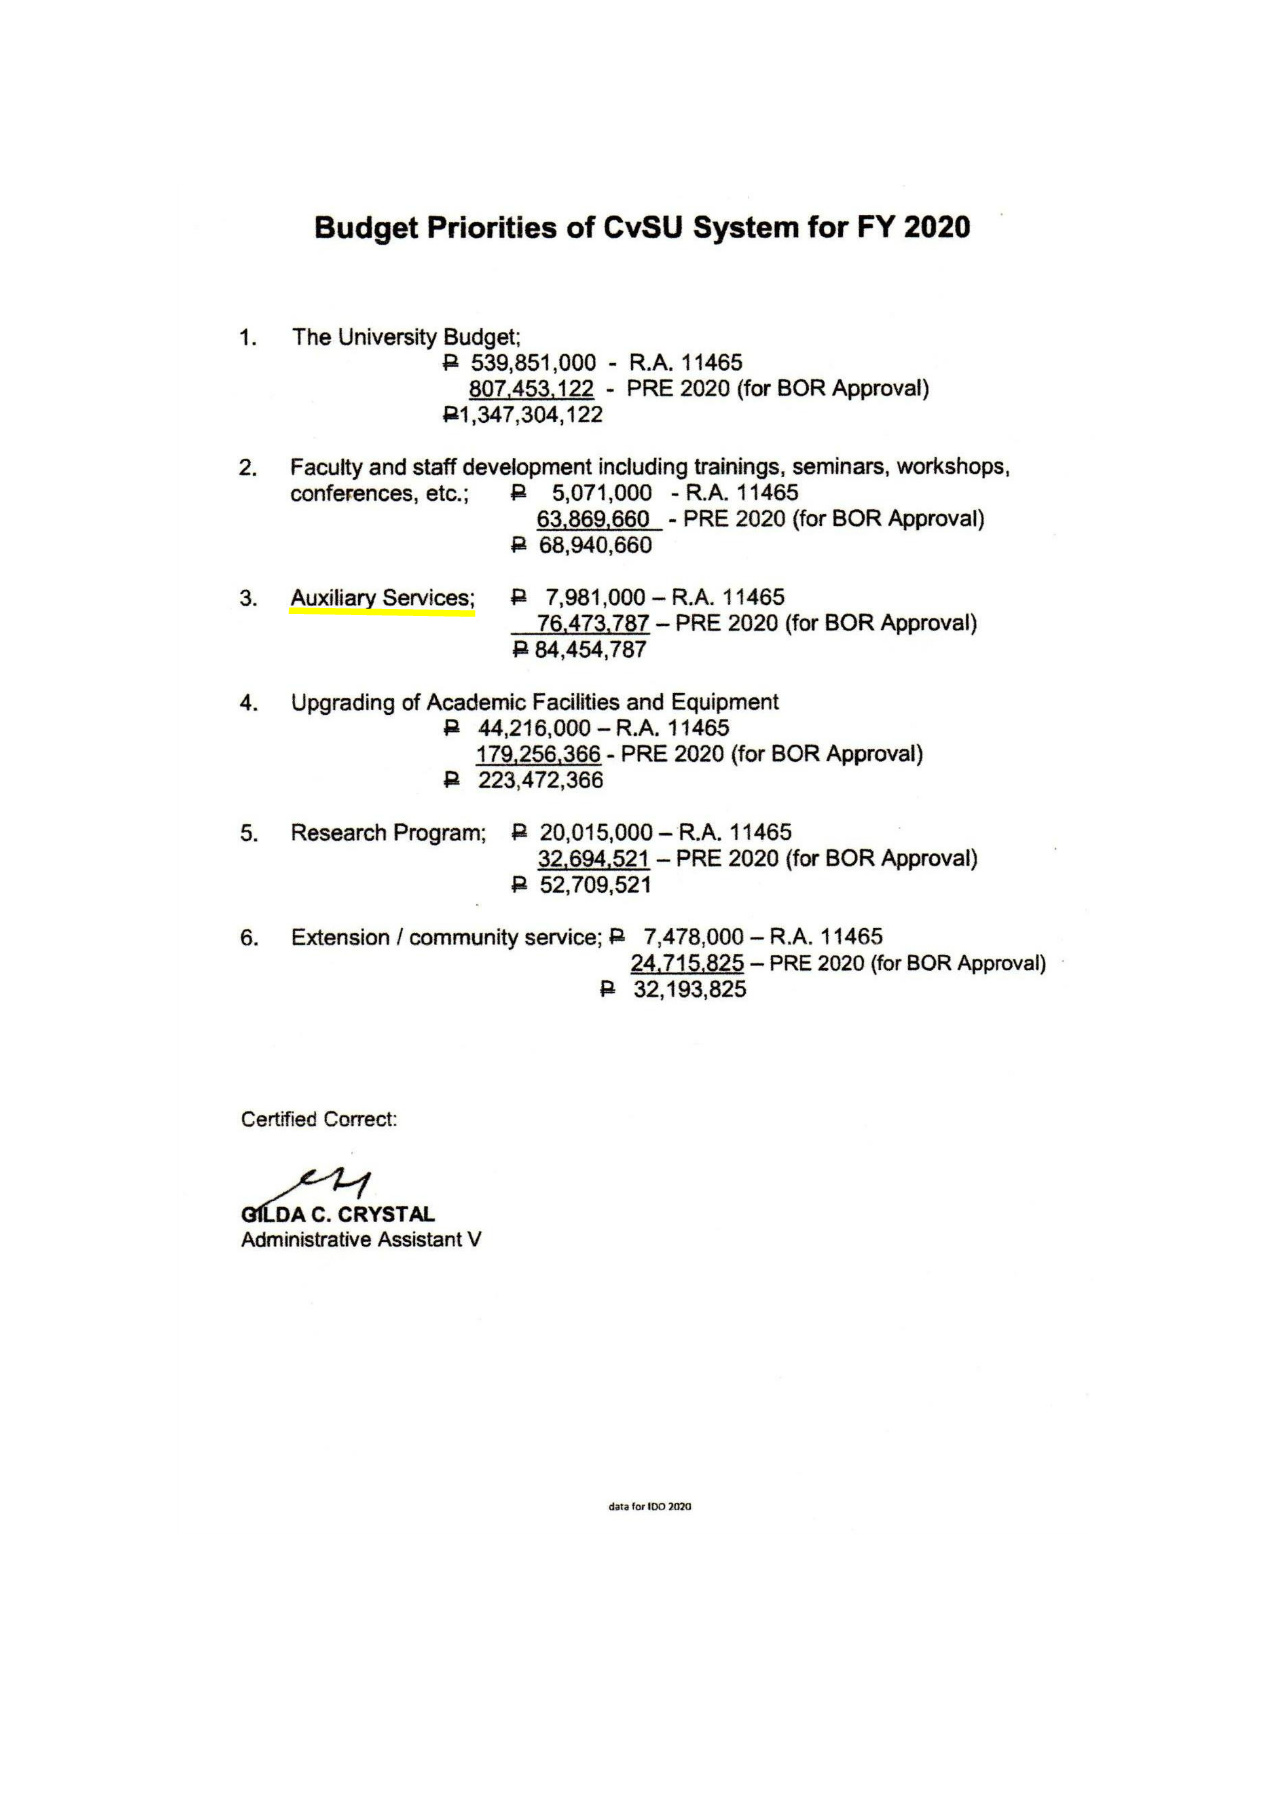 Budget Priorities of CvSU System for FY 2020
1. The University Budget;
₱ 539,851,000 - R.A. 11465
807,453,122 - PRE 2020 (for BOR Approval)
₱1,347,304,122
2. Faculty and staff development including trainings, seminars, workshops,
conferences, etc.; ₱ 5,071,000 - R.A. 11465
63,869,660 - PRE 2020 (for BOR Approval)
₱ 68,940,660
3. Auxiliary Services; ₱ 7,981,000 – R.A. 11465
76,473,787 – PRE 2020 (for BOR Approval)
₱ 84,454,787
4. Upgrading of Academic Facilities and Equipment
₱ 44,216,000 – R.A. 11465
179,256,366 - PRE 2020 (for BOR Approval)
₱ 223,472,366
5. Research Program; ₱ 20,015,000 – R.A. 11465
32,694,521 – PRE 2020 (for BOR Approval)
₱ 52,709,521
6. Extension / community service; ₱ 7,478,000 – R.A. 11465
24,715,825 – PRE 2020 (for BOR Approval)
₱ 32,193,825
Certified Correct:
GILDA C. CRYSTAL
Administrative Assistant V
data for IDO 2020